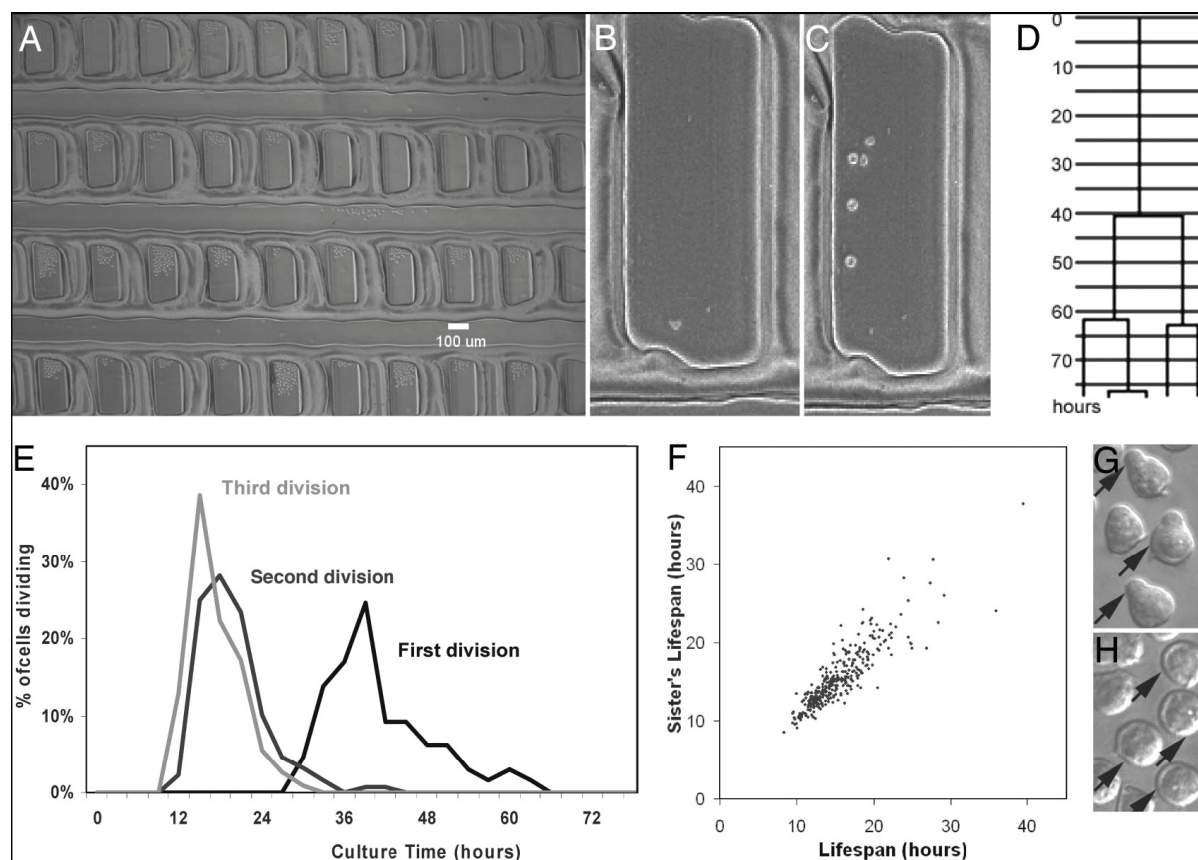 A
B
C
D
0
10
20
30
40
50
60
70
hours
100 um
E
40%
30%
20%
10%
0%
% ofcells dividing
Third division
Second division
First division
0 12 24 36 48 60 72
Culture Time (hours)
F
40
30
20
10
0
Sister's Lifespan (hours)
0 10 20 30 40
Lifespan (hours)
G
H